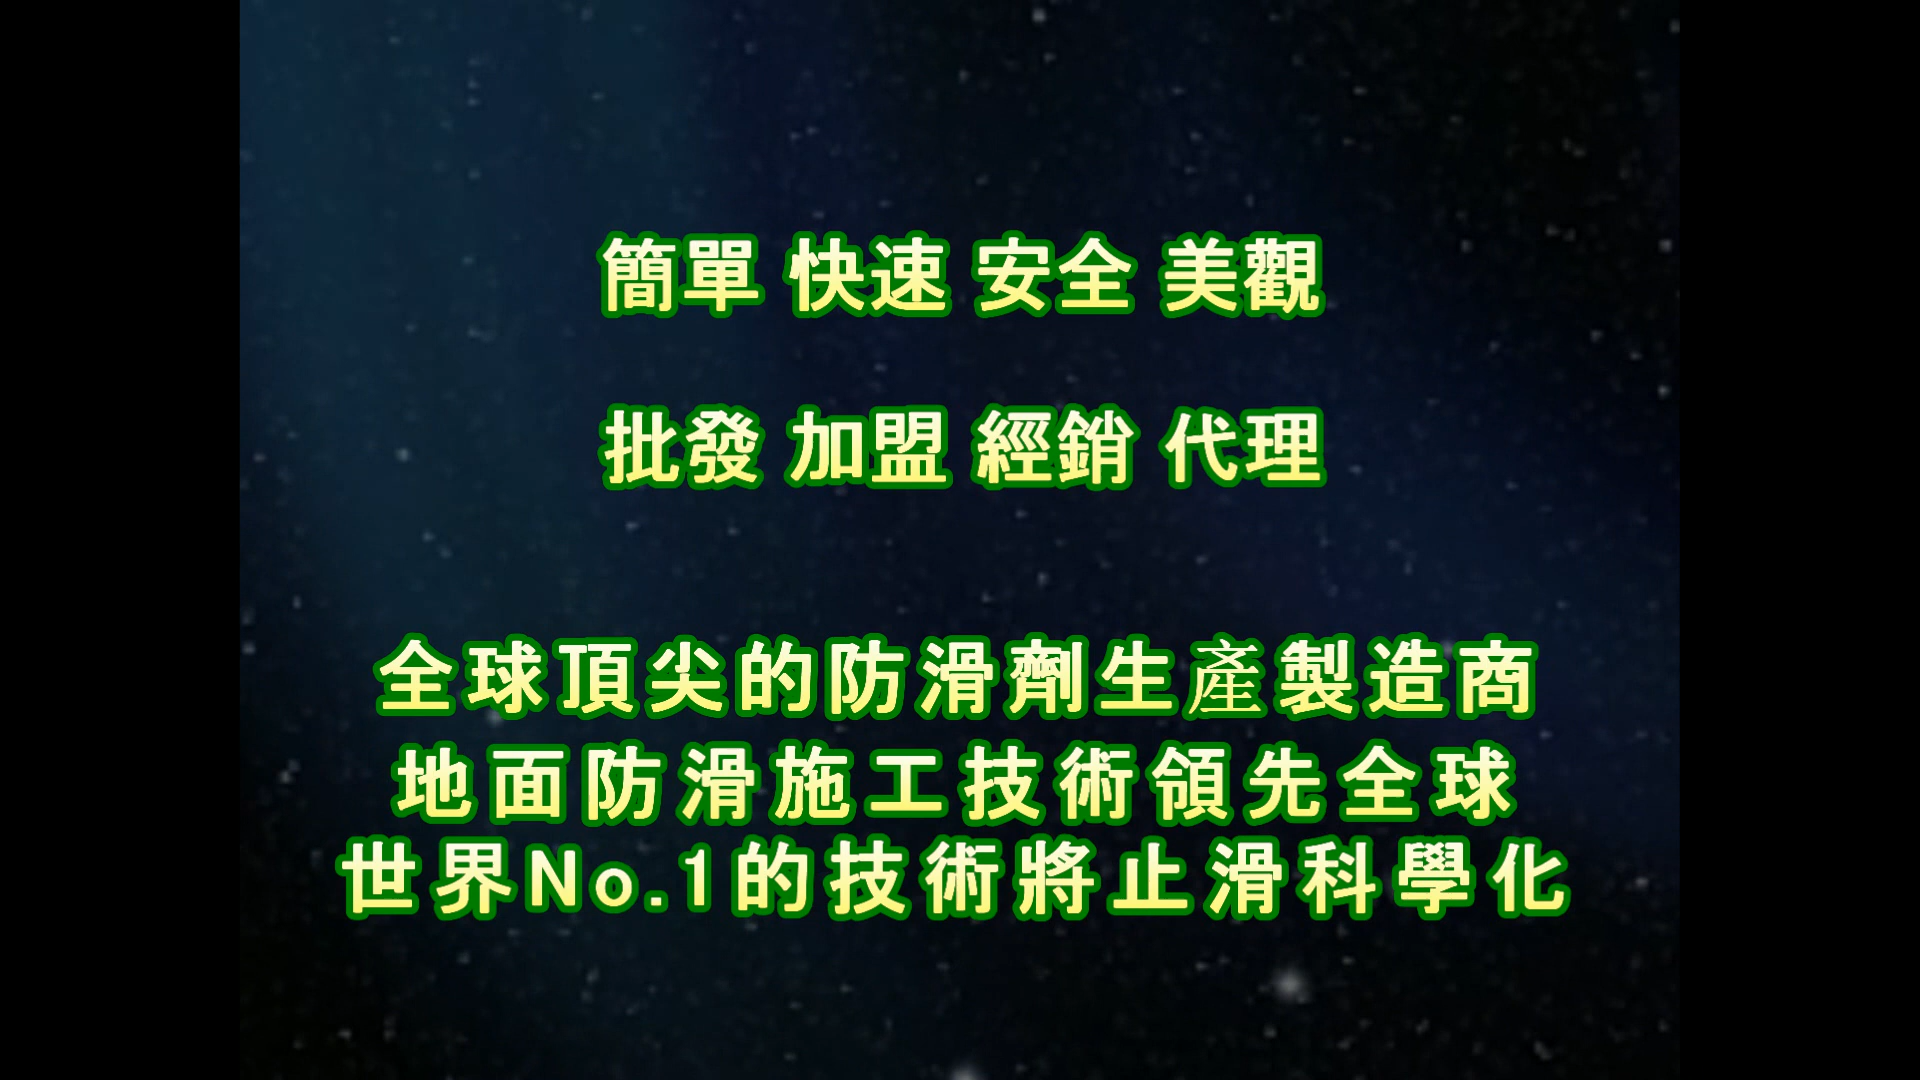 簡單 快速 安全 美觀
批發 加盟 經銷 代理
全球頂尖的防滑劑生產製造商
地面防滑施工技術領先全球
世界No.1的技術將止滑科學化